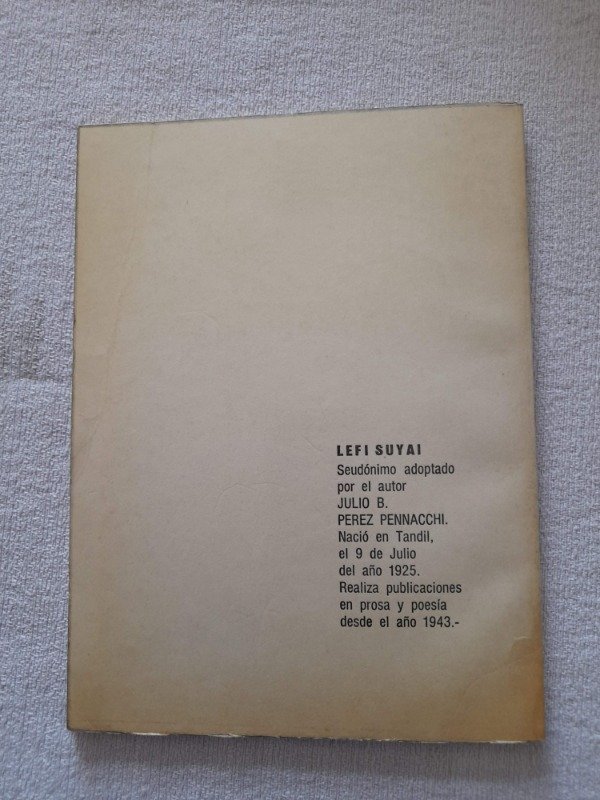 LEFI SUYAI
Seudónimo adoptado
por el autor
JULIO B.
PEREZ PENNACCHI.
Nació en Tandil,
el 9 de Julio
del año 1925.
Realiza publicaciones
en prosa y poesía
desde el año 1943.-